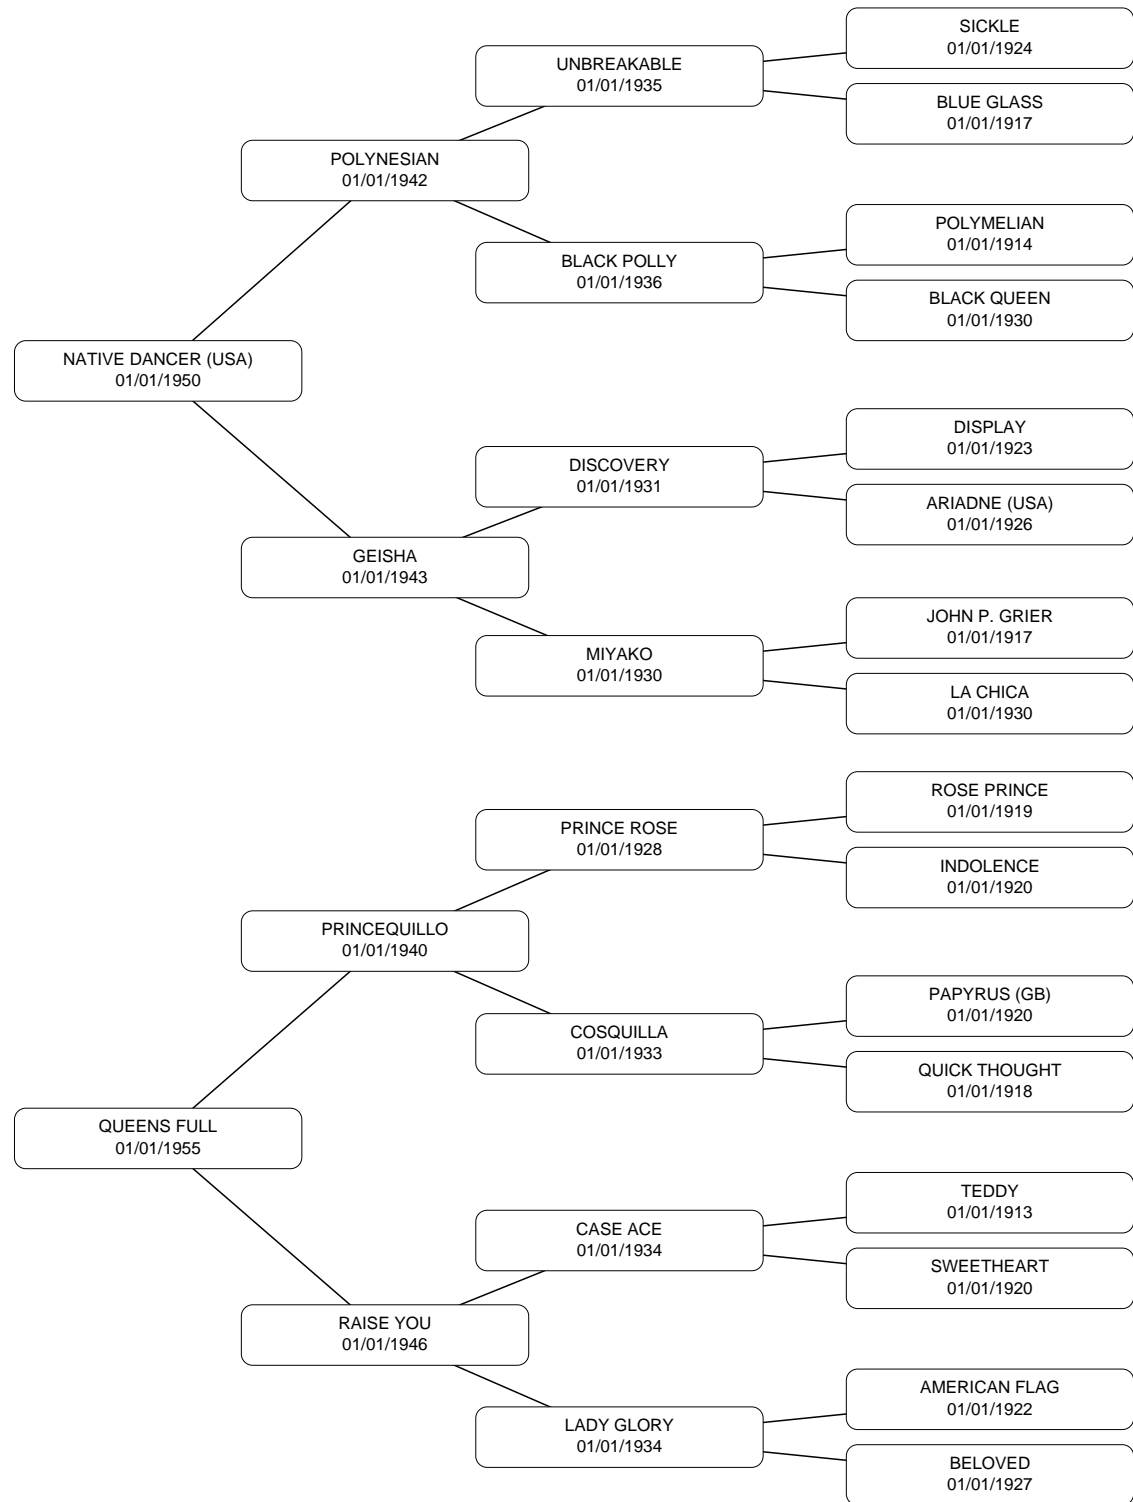 SICKLE
01/01/1924
UNBREAKABLE
01/01/1935
BLUE GLASS
01/01/1917
POLYNESIAN
01/01/1942
POLYMELIAN
01/01/1914
BLACK POLLY
01/01/1936
BLACK QUEEN
01/01/1930
NATIVE DANCER (USA)
01/01/1950
DISPLAY
01/01/1923
DISCOVERY
01/01/1931
ARIADNE (USA)
01/01/1926
GEISHA
01/01/1943
JOHN P. GRIER
01/01/1917
MIYAKO
01/01/1930
LA CHICA
01/01/1930
ROSE PRINCE
01/01/1919
PRINCE ROSE
01/01/1928
INDOLENCE
01/01/1920
PRINCEQUILLO
01/01/1940
PAPYRUS (GB)
01/01/1920
COSQUILLA
01/01/1933
QUICK THOUGHT
01/01/1918
QUEENS FULL
01/01/1955
TEDDY
01/01/1913
CASE ACE
01/01/1934
SWEETHEART
01/01/1920
RAISE YOU
01/01/1946
AMERICAN FLAG
01/01/1922
LADY GLORY
01/01/1934
BELOVED
01/01/1927